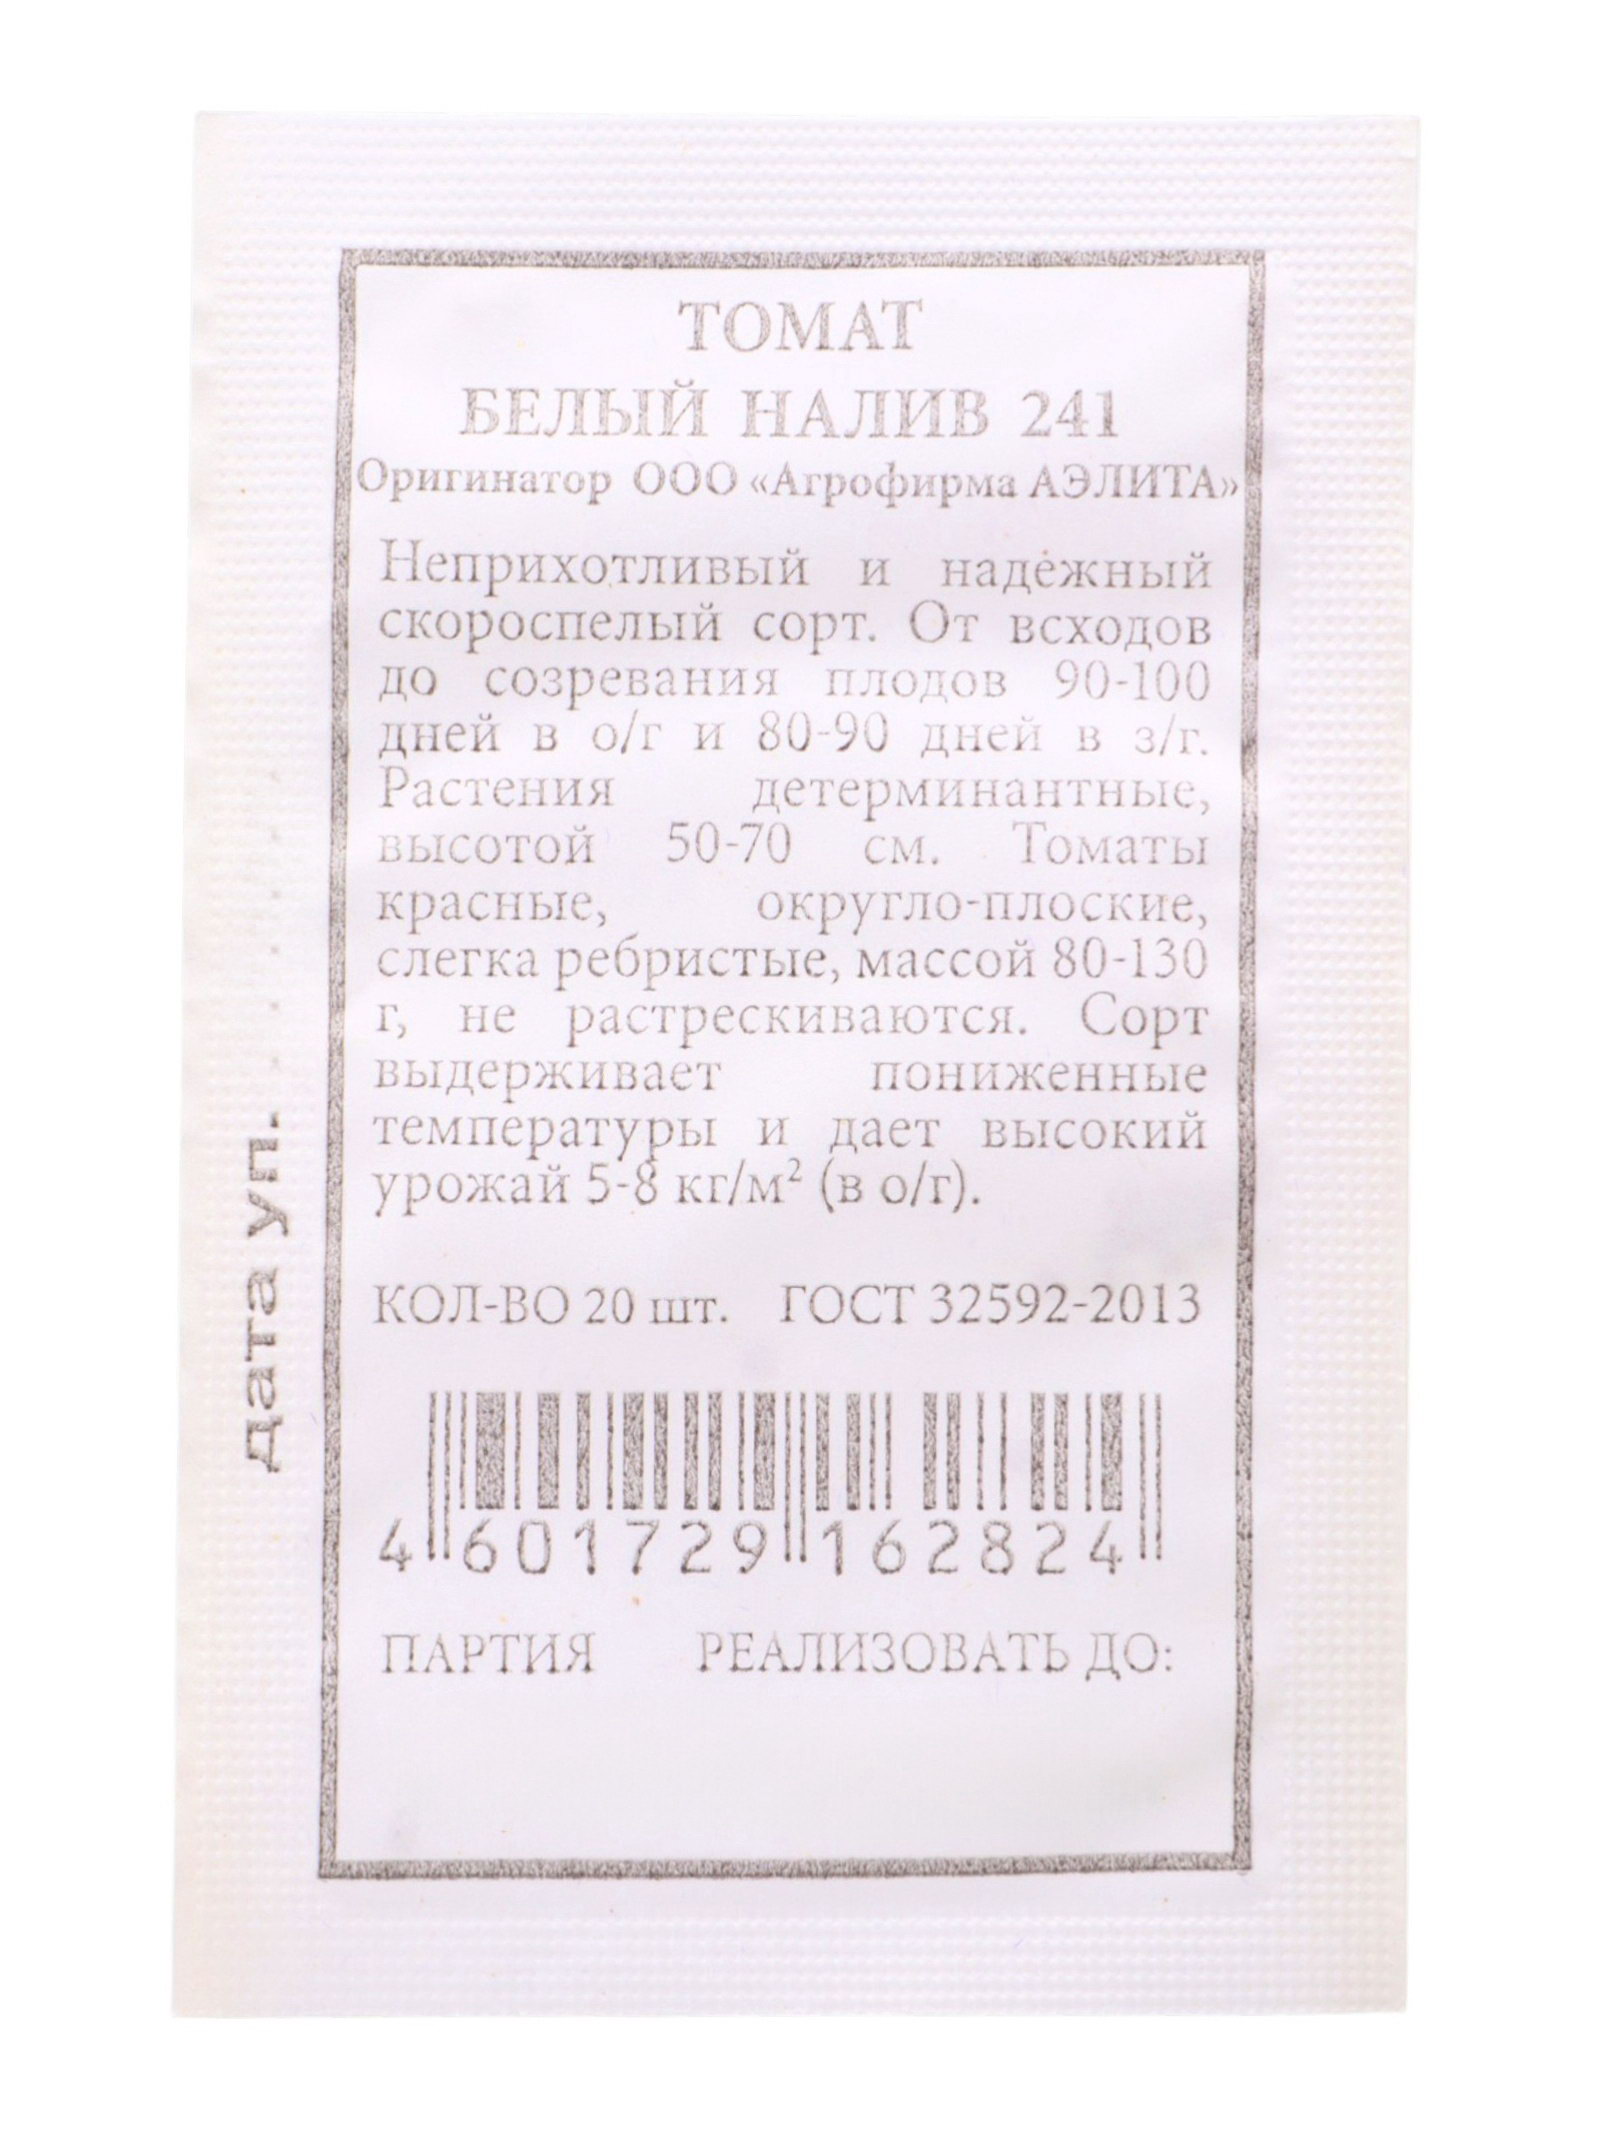 ТОМАТ
БЕЛЫЙ НАЛИВ 241
Оригинатор ООО «Агрофирма АЭЛИТА»
Неприхотливый и надёжный
скороспелый сорт. От всходов
до созревания плодов 90-100
дней в о/г и 80-90 дней в з/г.
Растения детерминантные,
высотой 50-70 см. Томаты
красные, округло-плоские,
слегка ребристые, массой 80-130
г, не растрескиваются. Сорт
выдерживает пониженные
температуры и дает высокий
урожай 5-8 кг/м² (в о/г).
КОЛ-ВО 20 шт. ГОСТ 32592-2013
4 601729 162824
ПАРТИЯ РЕАЛИЗОВАТЬ ДО:
дата уп.